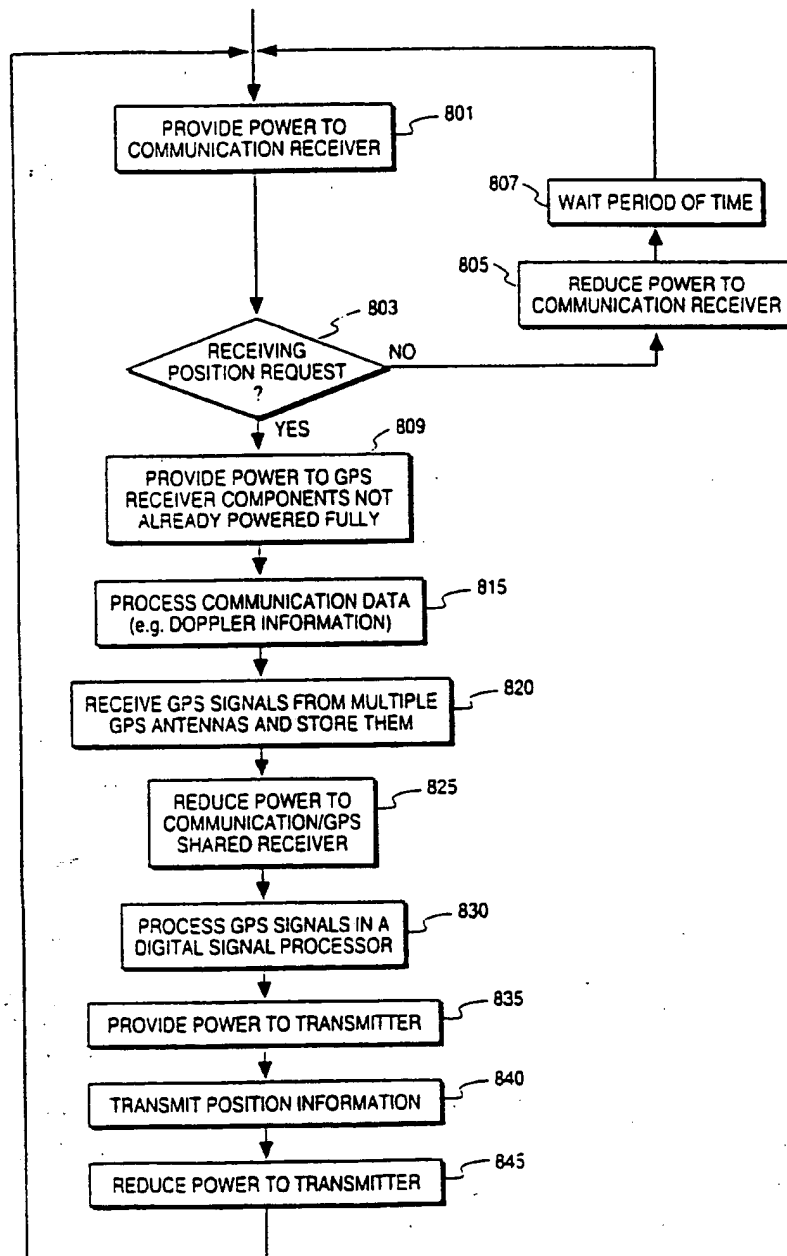 801
PROVIDE POWER TO
COMMUNICATION RECEIVER
807
WAIT PERIOD OF TIME
805
REDUCE POWER TO
COMMUNICATION RECEIVER
803
RECEIVING
POSITION REQUEST
?
NO
YES
809
PROVIDE POWER TO GPS
RECEIVER COMPONENTS NOT
ALREADY POWERED FULLY
815
PROCESS COMMUNICATION DATA
(e.g. DOPPLER INFORMATION)
820
RECEIVE GPS SIGNALS FROM MULTIPLE
GPS ANTENNAS AND STORE THEM
825
REDUCE POWER TO
COMMUNICATION/GPS
SHARED RECEIVER
830
PROCESS GPS SIGNALS IN A
DIGITAL SIGNAL PROCESSOR
835
PROVIDE POWER TO TRANSMITTER
840
TRANSMIT POSITION INFORMATION
845
REDUCE POWER TO TRANSMITTER